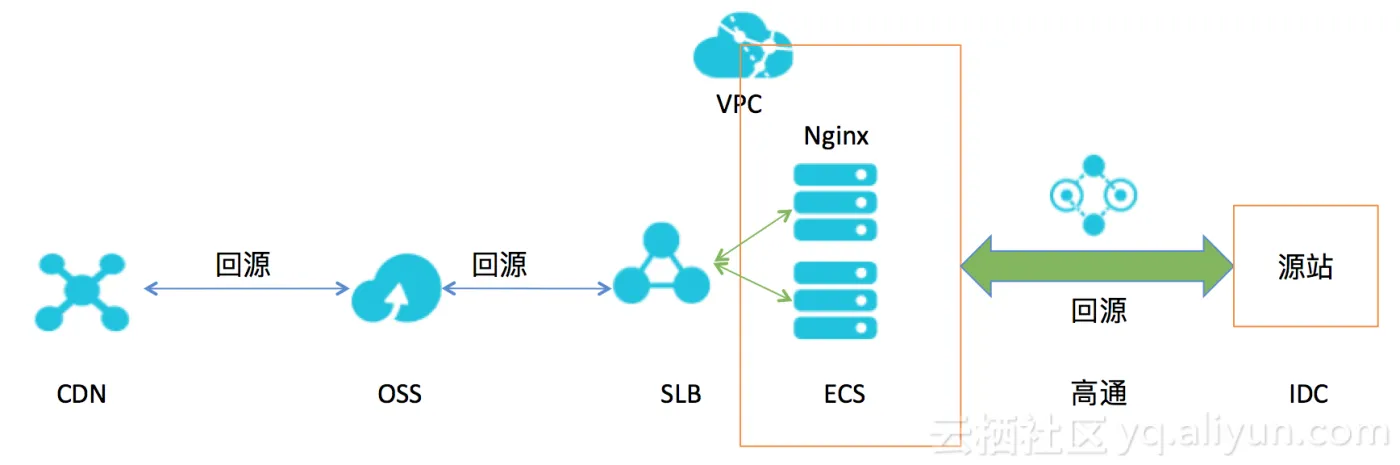 VPC
Nginx
回源
回源
源站
回源
CDN
OSS
SLB
ECS
高通
IDC
云栖社区 yq.aliyun.com